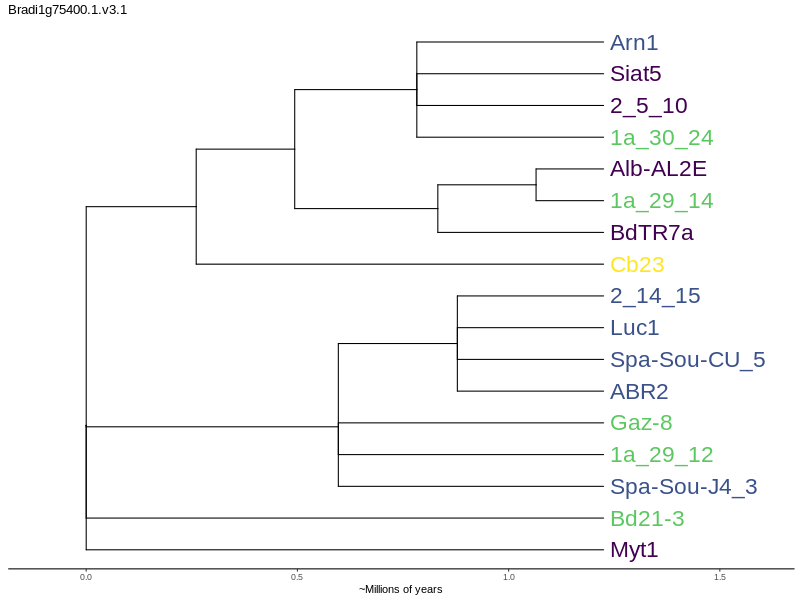 Bradi1g75400.1.v3.1
Arn1
Siat5
2_5_10
1a_30_24
Alb-AL2E
1a_29_14
BdTR7a
Cb23
2_14_15
Luc1
Spa-Sou-CU_5
ABR2
Gaz-8
1a_29_12
Spa-Sou-J4_3
Bd21-3
Myt1
0.0 0.5 1.0 1.5
~Millions of years